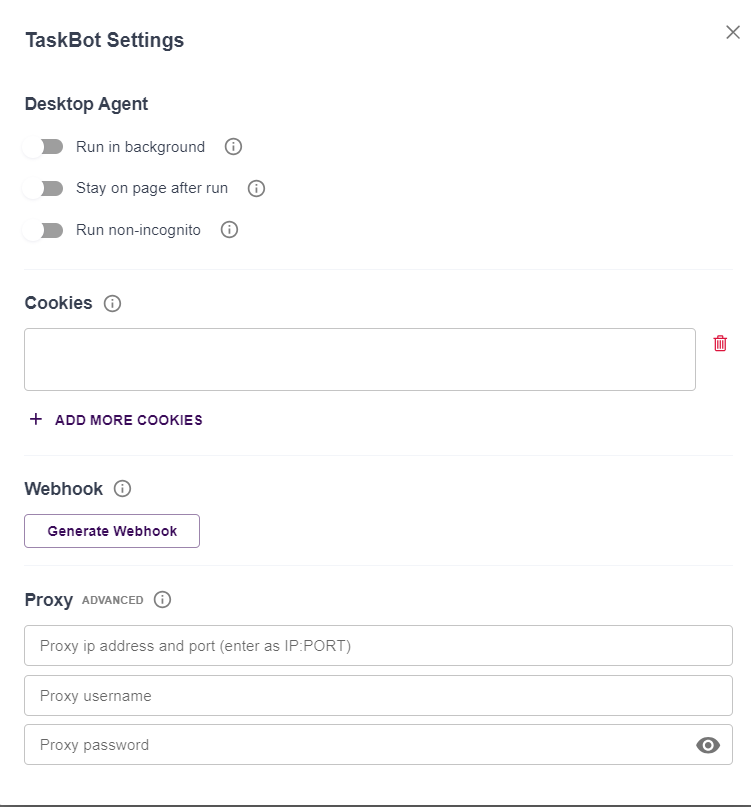 TaskBot Settings
Desktop Agent
Run in background
Stay on page after run
Run non-incognito
Cookies
ADD MORE COOKIES
Webhook
Generate Webhook
Proxy ADVANCED
Proxy ip address and port (enter as IP:PORT)
Proxy username
Proxy password